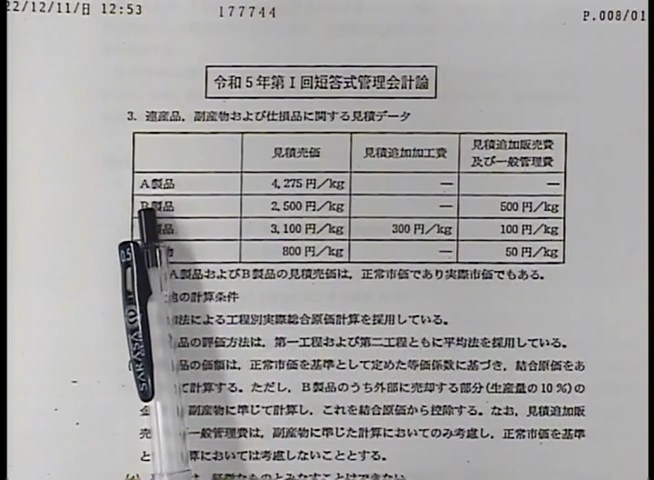 22/12/11/日 12:53 177744 P.008/01
令和5年第Ⅰ回短答式管理会計論
3. 連産品,副産物および仕損品に関する見積データ
見積売価 見積追加加工費 見積追加販売費及び一般管理費
A製品 4,275円/kg ― ―
B製品 2,500円/kg ― 500円/kg
製品 3,100円/kg 300円/kg 100円/kg
800円/kg ― 50円/kg
A製品およびB製品の見積売価は,正常市価であり実際市価でもある。
の計算条件
法による工程別実際総合原価計算を採用している。
品の評価方法は,第一工程および第二工程ともに平均法を採用している。
品の価額は,正常市価を基準として定めた等価係数に基づき,結合原価をあ
て計算する。ただし,B製品のうち外部に売却する部分(生産量の10%)の
副産物に準じて計算し,これを結合原価から控除する。なお,見積追加販
売 一般管理費は,副産物に準じた計算においてのみ考慮し,正常市価を基準
と 算においては考慮しないこととする。
SARASA
0.5